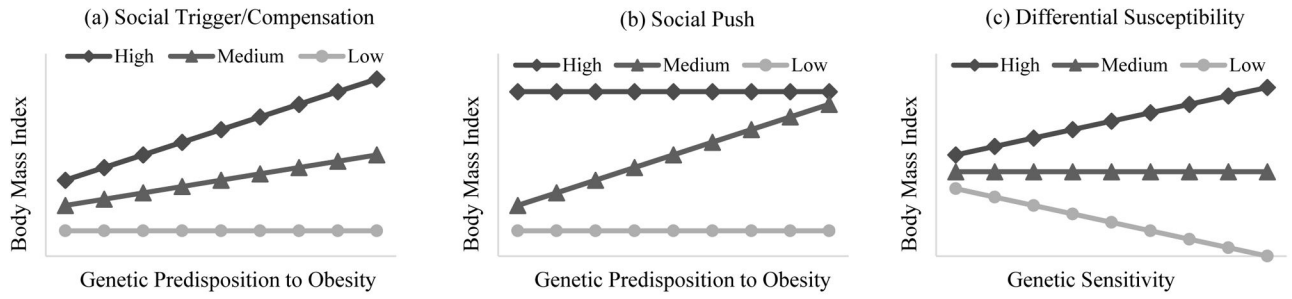 (a) Social Trigger/Compensation
High Medium Low
Body Mass Index
Genetic Predisposition to Obesity
(b) Social Push
High Medium Low
Body Mass Index
Genetic Predisposition to Obesity
(c) Differential Susceptibility
High Medium Low
Body Mass Index
Genetic Sensitivity